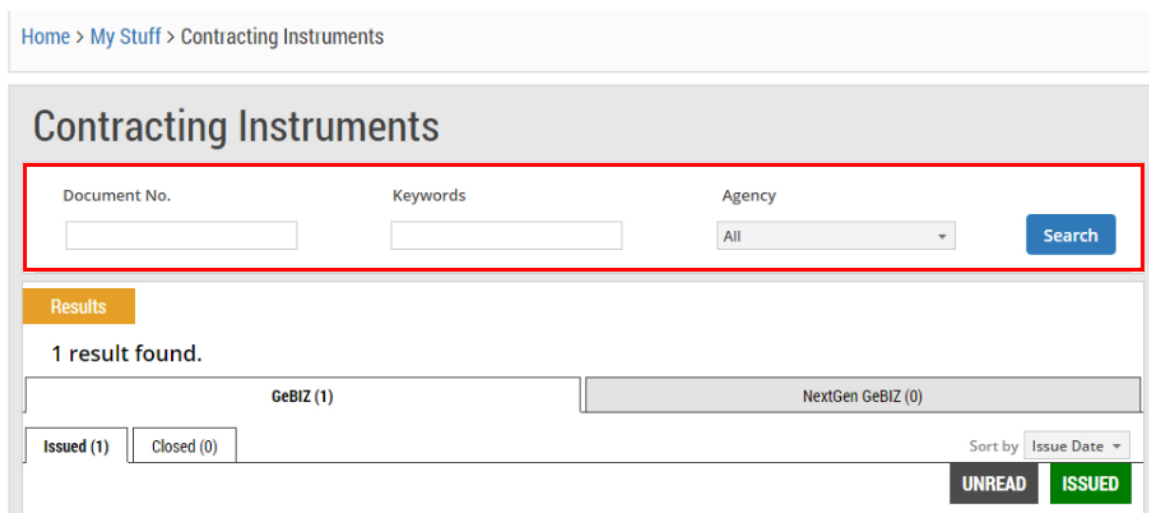 Home > My Stuff > Contracting Instruments
Contracting Instruments
Document No. Keywords Agency
All Search
Results
1 result found.
GeBIZ (1) NextGen GeBIZ (0)
Issued (1) Closed (0) Sort by Issue Date
UNREAD ISSUED